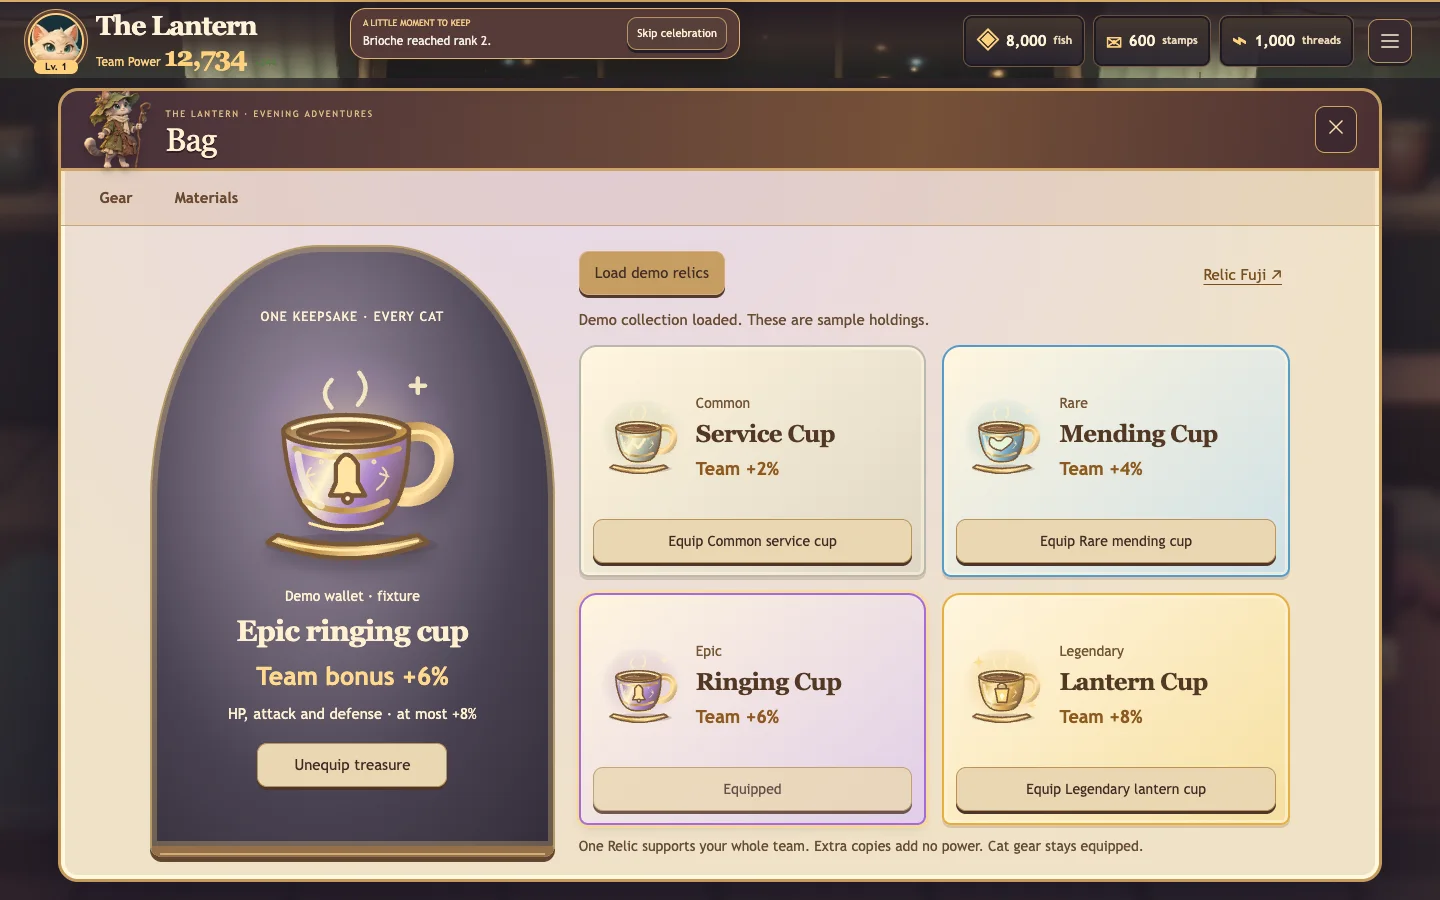 The Lantern
Lv. 1
Team Power 12,734
A LITTLE MOMENT TO KEEP
Brioche reached rank 2.
Skip celebration
8,000 fish
600 stamps
1,000 threads
THE LANTERN · EVENING ADVENTURES
Bag
Gear
Materials
ONE KEEPSAKE · EVERY CAT
Demo wallet · fixture
Epic ringing cup
Team bonus +6%
HP, attack and defense · at most +8%
Unequip treasure
Load demo relics
Relic Fuji ↗
Demo collection loaded. These are sample holdings.
Common
Service Cup
Team +2%
Equip Common service cup
Rare
Mending Cup
Team +4%
Equip Rare mending cup
Epic
Ringing Cup
Team +6%
Equipped
Legendary
Lantern Cup
Team +8%
Equip Legendary lantern cup
One Relic supports your whole team. Extra copies add no power. Cat gear stays equipped.